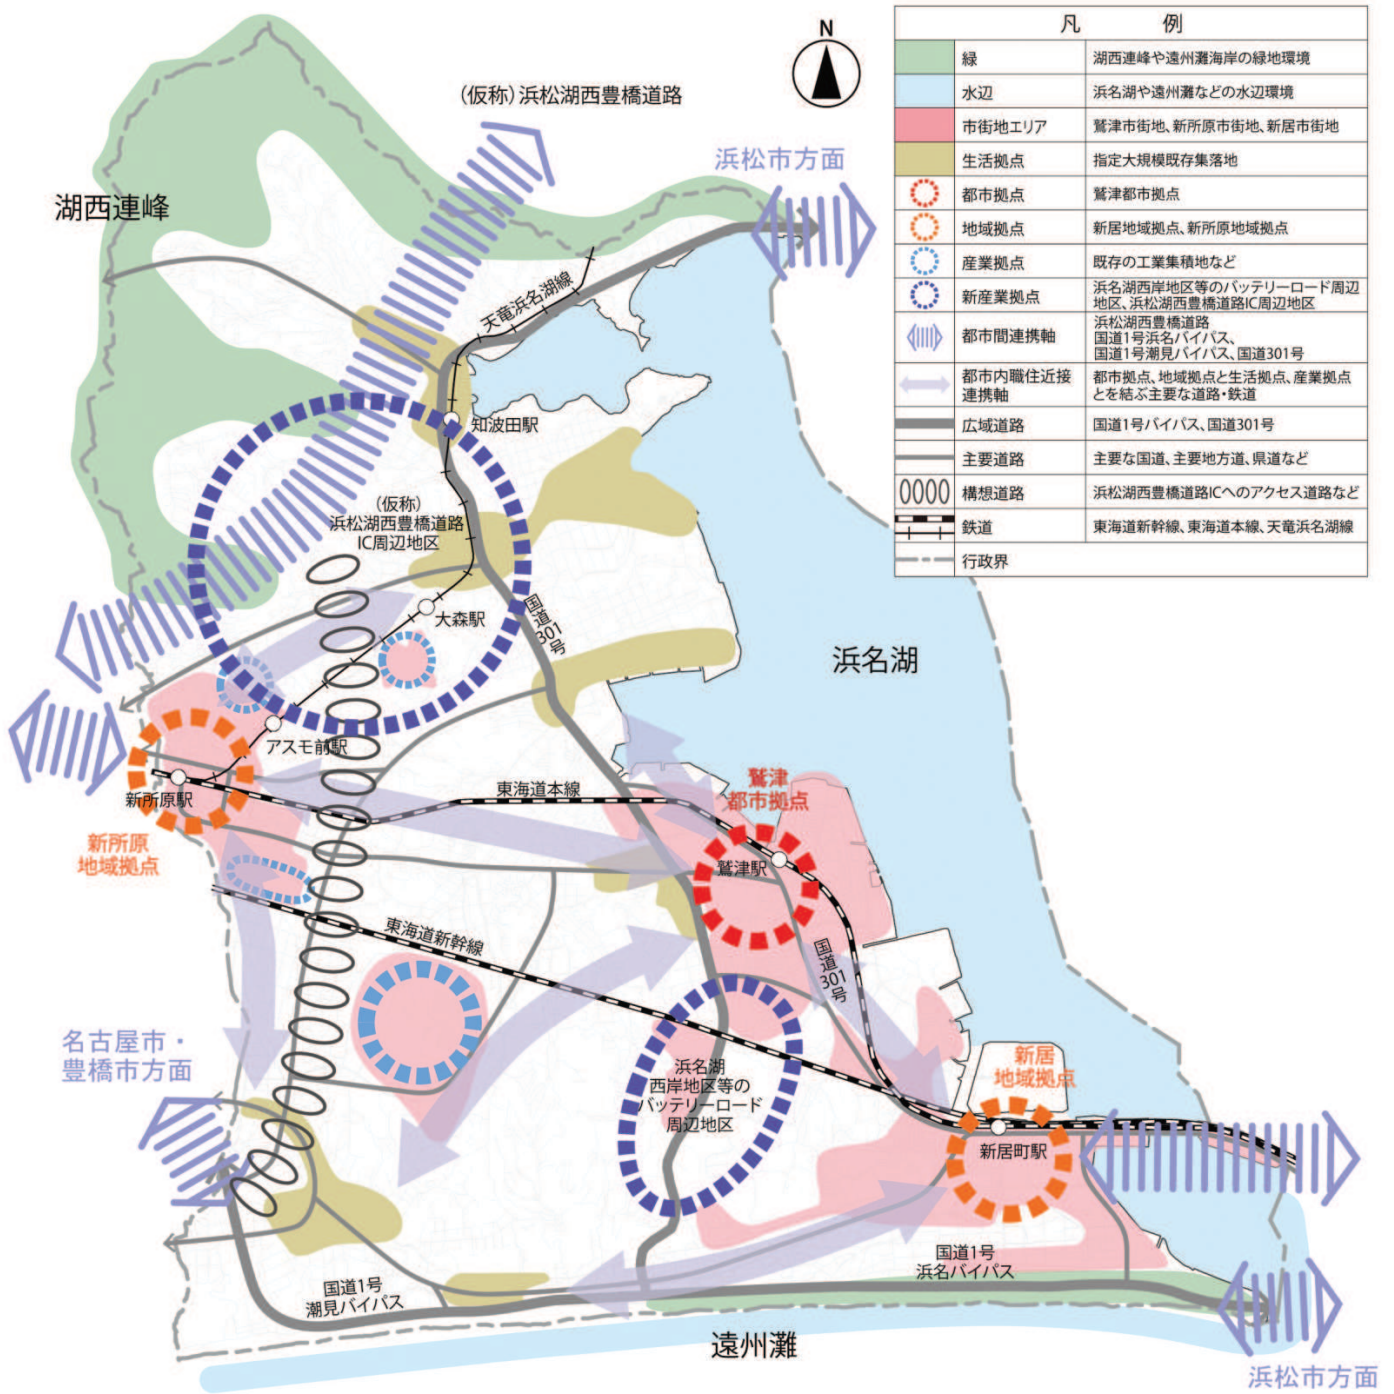 凡 例
緑 湖西連峰や遠州灘海岸の緑地環境
水辺 浜名湖や遠州灘などの水辺環境
市街地エリア 鷲津市街地、新所原市街地、新居市街地
生活拠点 指定大規模既存集落地
都市拠点 鷲津都市拠点
地域拠点 新居地域拠点、新所原地域拠点
産業拠点 既存の工業集積地など
新産業拠点 浜名湖西岸地区等のバッテリーロード周辺
地区、浜松湖西豊橋道路IC周辺地区
都市間連携軸 浜松湖西豊橋道路
国道1号浜名バイパス、
国道1号潮見バイパス、国道301号
都市内職住近接 都市拠点、地域拠点と生活拠点、産業拠点
連携軸 とを結ぶ主要な道路・鉄道
広域道路 国道1号バイパス、国道301号
主要道路 主要な国道、主要地方道、県道など
構想道路 浜松湖西豊橋道路ICへのアクセス道路など
鉄道 東海道新幹線、東海道本線、天竜浜名湖線
行政界
N
(仮称)浜松湖西豊橋道路
浜松市方面
湖西連峰
天竜浜名湖線
知波田駅
(仮称)
浜松湖西豊橋道路
IC周辺地区
大森駅
国道301号
浜名湖
アスモ前駅
新所原駅
新所原
地域拠点
東海道本線
鷲津
都市拠点
鷲津駅
東海道新幹線
国道301号
名古屋市・
豊橋市方面
浜名湖
西岸地区等の
バッテリーロード
周辺地区
新居
地域拠点
新居町駅
国道1号
浜名バイパス
国道1号
潮見バイパス
遠州灘
浜松市方面